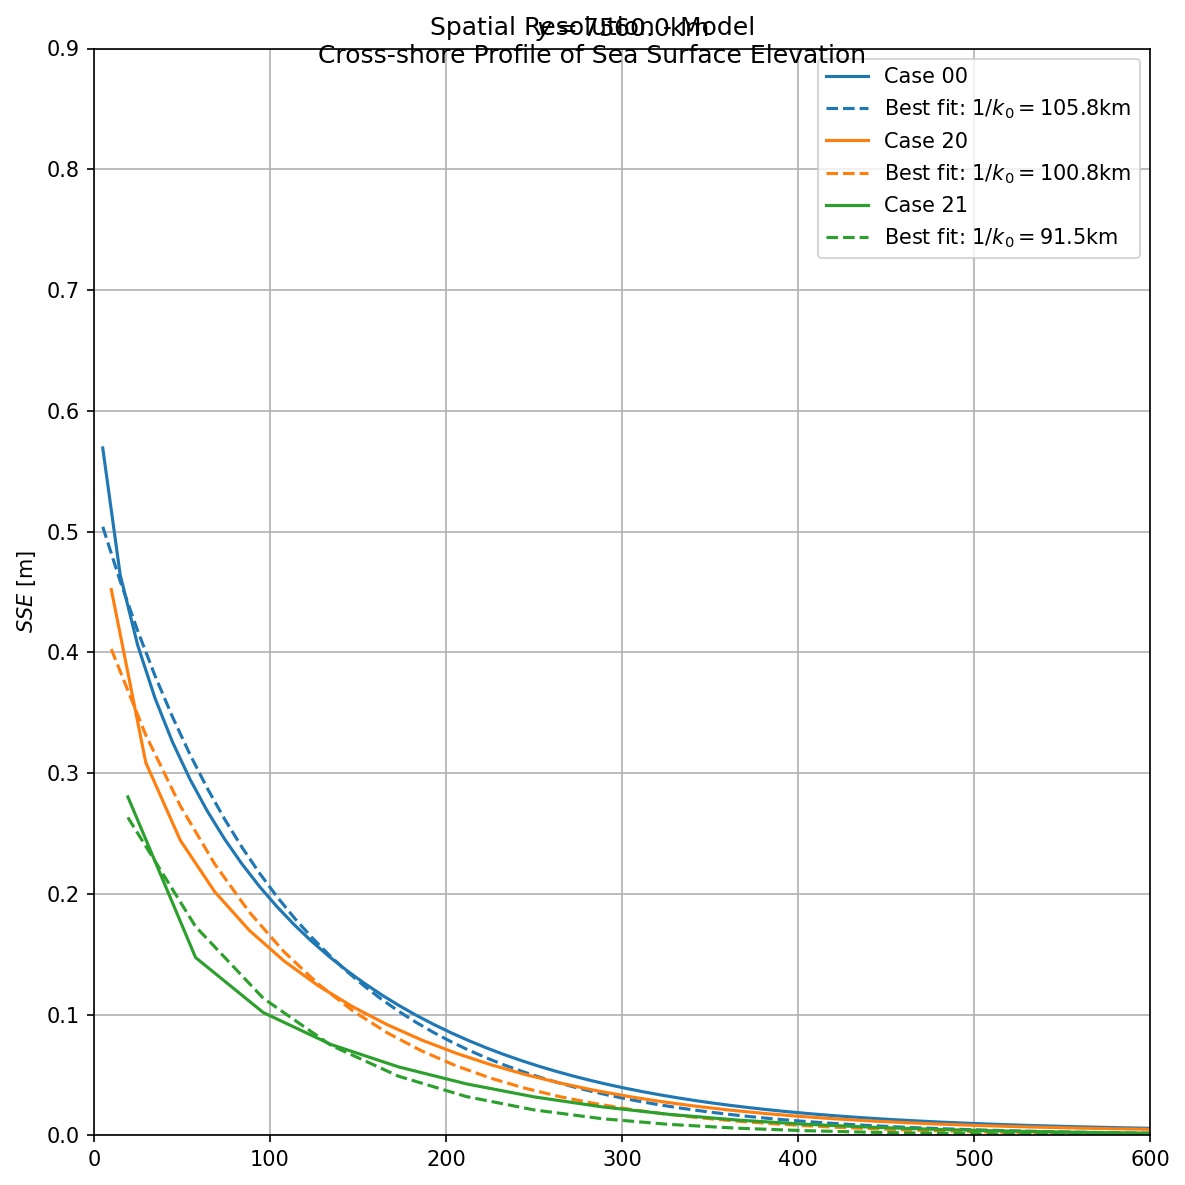 Spatial Resolution - Model
y = 7560.0km
Cross-shore Profile of Sea Surface Elevation
Case 00
Best fit: 1/k₀ = 105.8km
Case 20
Best fit: 1/k₀ = 100.8km
Case 21
Best fit: 1/k₀ = 91.5km
0.9
0.8
0.7
0.6
0.5
0.4
0.3
0.2
0.1
0.0
SSE [m]
0 100 200 300 400 500 600